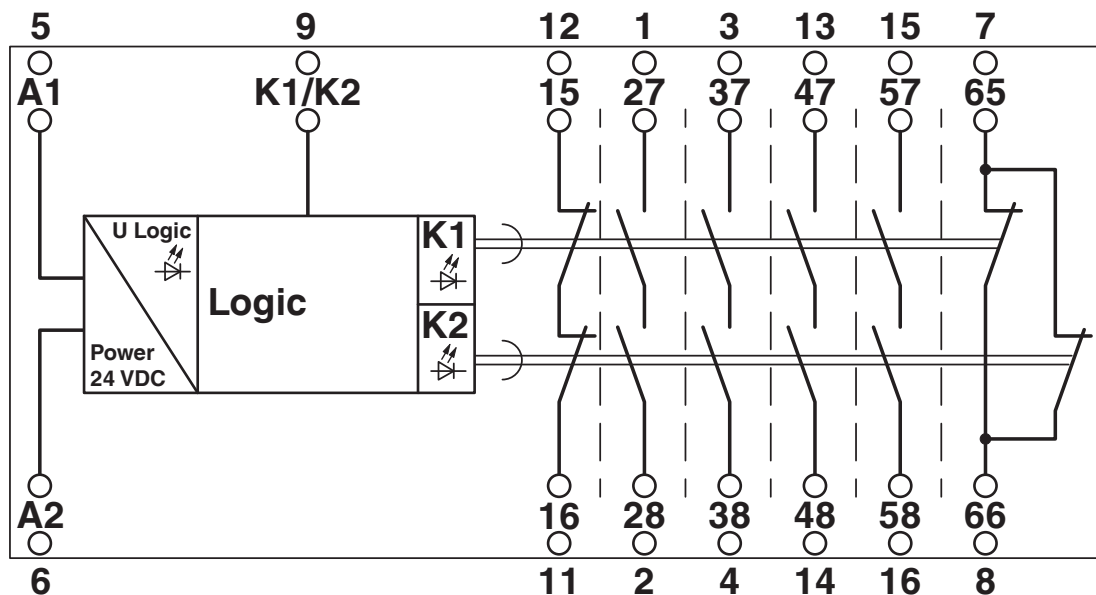 5 9 12 1 3 13 15 7
A1 K1/K2 15 27 37 47 57 65
U Logic K1
Logic
K2
Power
24 VDC
A2 16 28 38 48 58 66
6 11 2 4 14 16 8